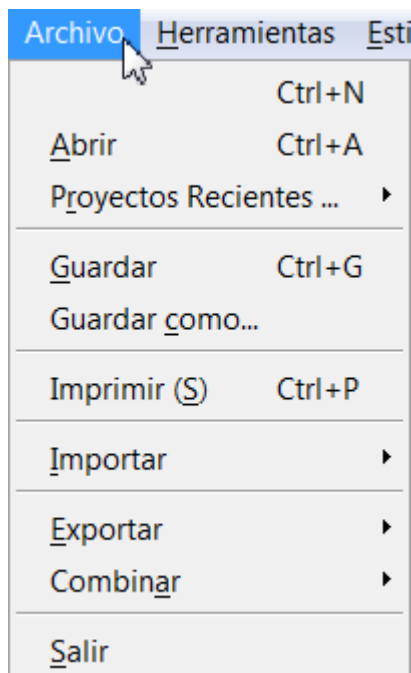 Archivo Herramientas Esti
Ctrl+N
Abrir Ctrl+A
Proyectos Recientes ...
Guardar Ctrl+G
Guardar como...
Imprimir (S) Ctrl+P
Importar
Exportar
Combinar
Salir